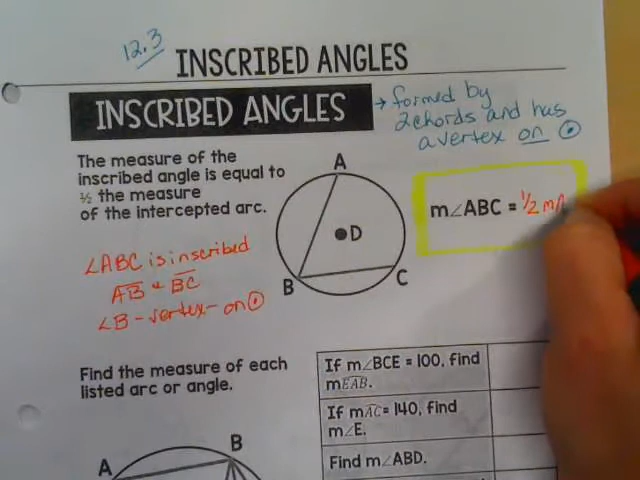 12.3
INSCRIBED ANGLES
INSCRIBED ANGLES
→ formed by
2 chords and has
a vertex on ⊙
The measure of the
inscribed angle is equal to
½ the measure
of the intercepted arc.
A
D
B
C
m∠ABC = 1/2 m
∠ABC is inscribed
AB & BC
∠B - vertex - on ⊙
Find the measure of each
listed arc or angle.
If m∠BCE = 100, find
mEAB.
If mAC = 140, find
m∠E.
Find m∠ABD.
B
A